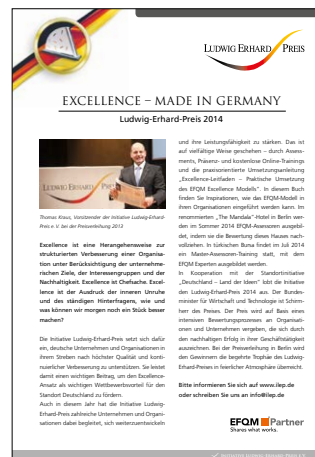 LUDWIG ERHARD PREIS
EXCELLENCE – MADE IN GERMANY
Ludwig-Erhard-Preis 2014
LUDWIG ERHARD PREIS
Thomas Kraus, Vorsitzender der Initiative Ludwig-Erhard-
Preis e.V. bei der Preisverleihung 2013
Excellence ist eine Herangehensweise zur
strukturierten Verbesserung einer Organisa-
tion unter Berücksichtigung der unternehme-
rischen Ziele, der Interessengruppen und der
Nachhaltigkeit. Excellence ist Chefsache. Excel-
lence ist der Ausdruck der inneren Unruhe
und des ständigen Hinterfragens, wie und
was können wir morgen noch ein Stück besser
machen?
Die Initiative Ludwig-Erhard-Preis setzt sich dafür
ein, deutsche Unternehmen und Organisationen in
ihrem Streben nach höchster Qualität und konti-
nuierlicher Verbesserung zu unterstützen. Sie leistet
damit einen wichtigen Beitrag, um den Excellence-
Ansatz als wichtigen Wettbewerbsvorteil für den
Standort Deutschland zu fördern.
Auch in diesem Jahr hat die Initiative Ludwig-
Erhard-Preis zahlreiche Unternehmen und Organi-
sationen dabei begleitet, sich weiterzuentwickeln
und ihre Leistungsfähigkeit zu stärken. Das ist
auf vielfältige Weise geschehen – durch Assess-
ments, Präsenz- und kostenlose Online-Trainings
und die praxisorientierte Umsetzungsanleitung
„Excellence-Leitfaden – Praktische Umsetzung
des EFQM Excellence Modells". In diesem Buch
finden Sie Inspirationen, wie das EFQM-Modell in
ihren Organisationen eingeführt werden kann. Im
renommierten „The Mandala"-Hotel in Berlin wer-
den im Sommer 2014 EFQM-Assessoren ausgebil-
det, indem sie die Bewertung dieses Hauses nach-
vollziehen. In türkischen Bursa findet im Juli 2014
ein Master-Assessoren-Training statt, mit dem
EFQM Experten ausgebildet werden.
In Kooperation mit der Standortinitiative
„Deutschland – Land der Ideen" lobt die Initiative
den Ludwig-Erhard-Preis 2014 aus. Der Bundes-
minister für Wirtschaft und Technologie ist Schirm-
herr des Preises. Der Preis wird auf Basis eines
intensiven Bewertungsprozesses an Organisati-
onen und Unternehmen vergeben, die sich durch
den nachhaltigen Erfolg in ihrer Geschäftstätigkeit
auszeichnen. Bei der Preisverleihung in Berlin wird
den Gewinnern die begehrte Trophäe des Ludwig-
Erhard-Preises in feierlicher Atmosphäre überreicht.
Bitte informieren Sie sich auf www.ilep.de
oder schreiben Sie uns an info@ilep.de
EFQM Partner
Shares what works.
INITIATIVE LUDWIG-ERHARD-PREIS E.V.